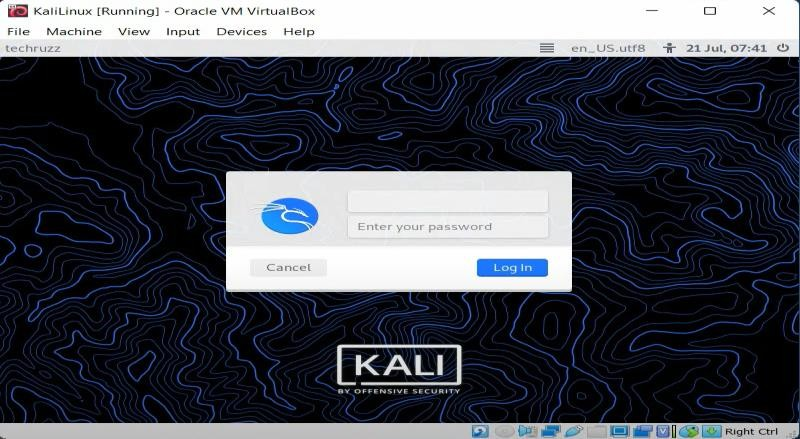 KaliLinux [Running] - Oracle VM VirtualBox
File Machine View Input Devices Help
techruzz en_US.utf8 21 Jul, 07:41
Enter your password
Cancel Log In
KALI
BY OFFENSIVE SECURITY
Right Ctrl